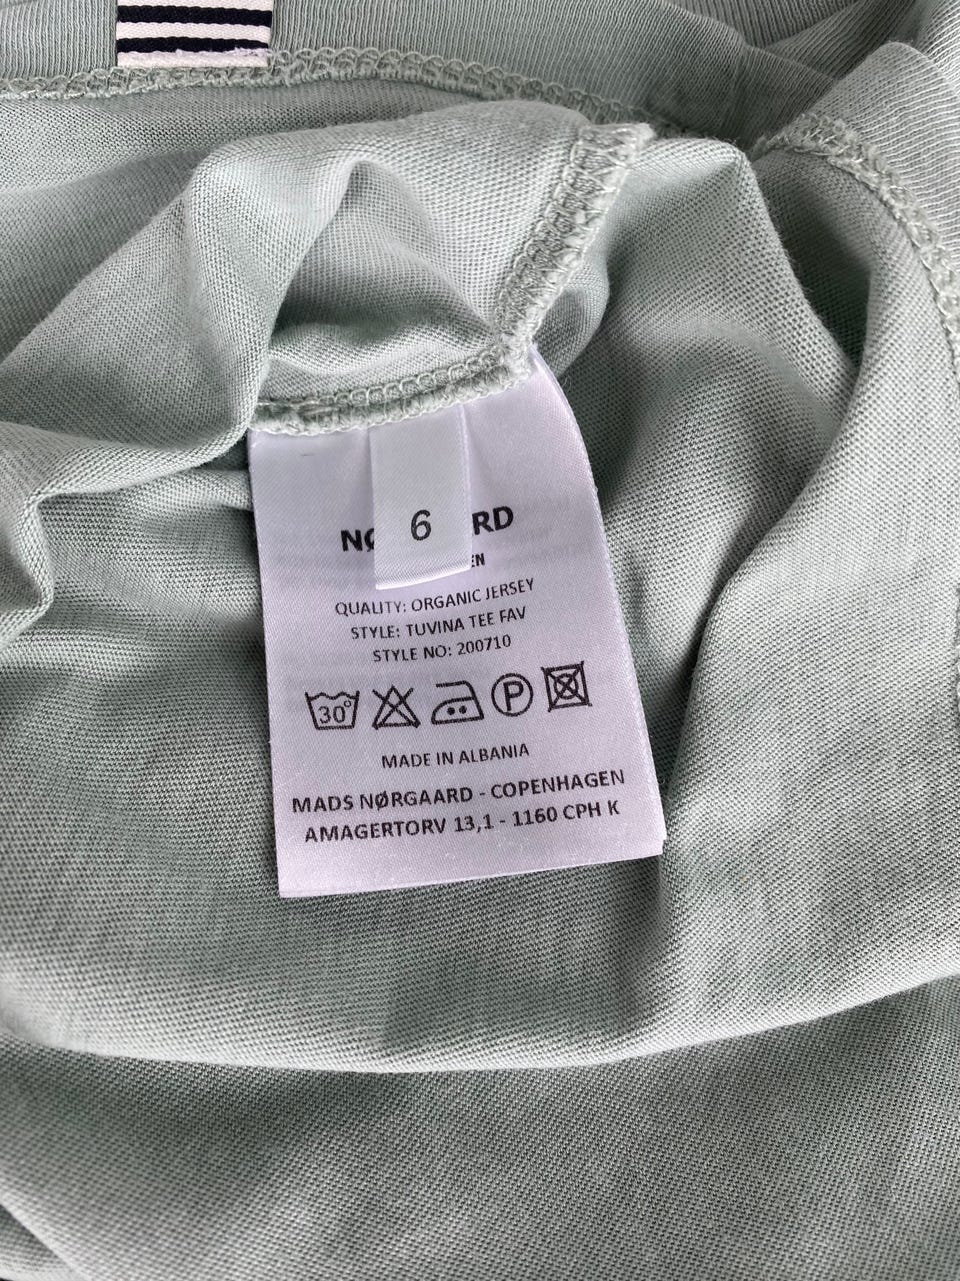 6
QUALITY: ORGANIC JERSEY
STYLE: TUVINA TEE FAV
STYLE NO: 200710
30°
P
MADE IN ALBANIA
MADS NØRGAARD - COPENHAGEN
AMAGERTORV 13,1 - 1160 CPH K